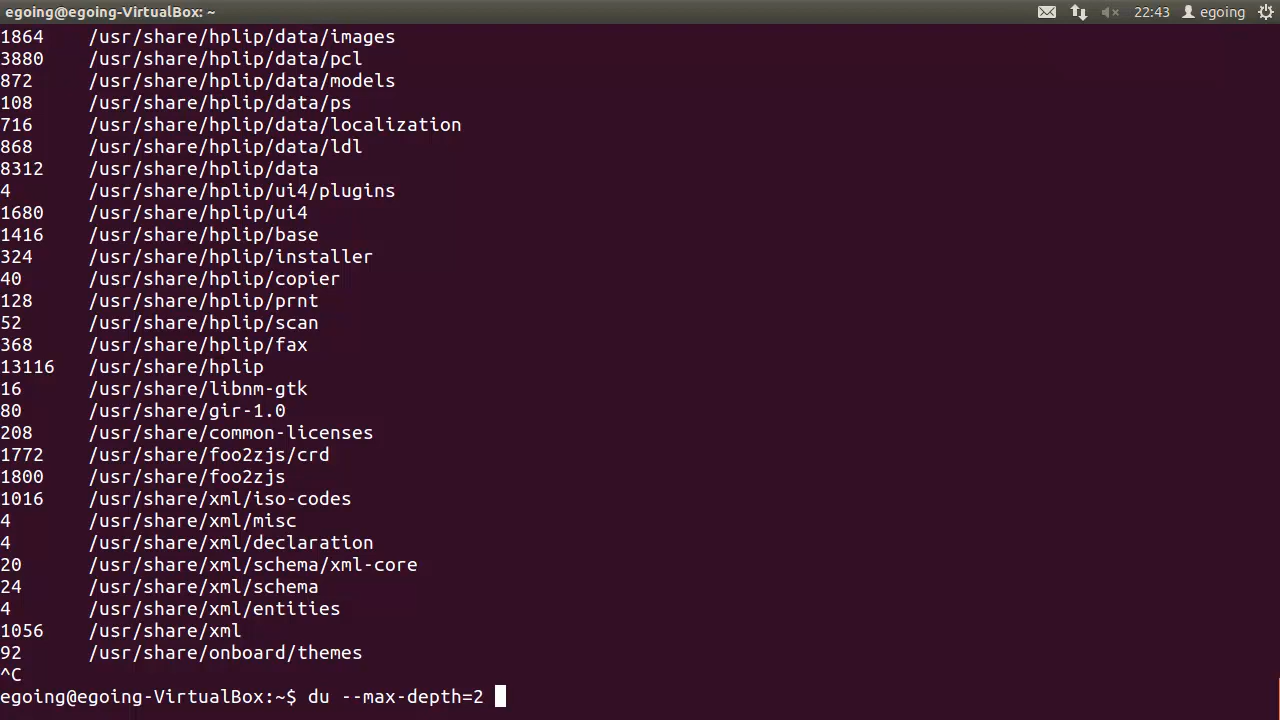 egoing@egoing-VirtualBox: ~ 22:43 egoing
1864 /usr/share/hplip/data/images
3880 /usr/share/hplip/data/pcl
872 /usr/share/hplip/data/models
108 /usr/share/hplip/data/ps
716 /usr/share/hplip/data/localization
868 /usr/share/hplip/data/ldl
8312 /usr/share/hplip/data
4 /usr/share/hplip/ui4/plugins
1680 /usr/share/hplip/ui4
1416 /usr/share/hplip/base
324 /usr/share/hplip/installer
40 /usr/share/hplip/copier
128 /usr/share/hplip/prnt
52 /usr/share/hplip/scan
368 /usr/share/hplip/fax
13116 /usr/share/hplip
16 /usr/share/libnm-gtk
80 /usr/share/gir-1.0
208 /usr/share/common-licenses
1772 /usr/share/foo2zjs/crd
1800 /usr/share/foo2zjs
1016 /usr/share/xml/iso-codes
4 /usr/share/xml/misc
4 /usr/share/xml/declaration
20 /usr/share/xml/schema/xml-core
24 /usr/share/xml/schema
4 /usr/share/xml/entities
1056 /usr/share/xml
92 /usr/share/onboard/themes
^C
egoing@egoing-VirtualBox:~$ du --max-depth=2